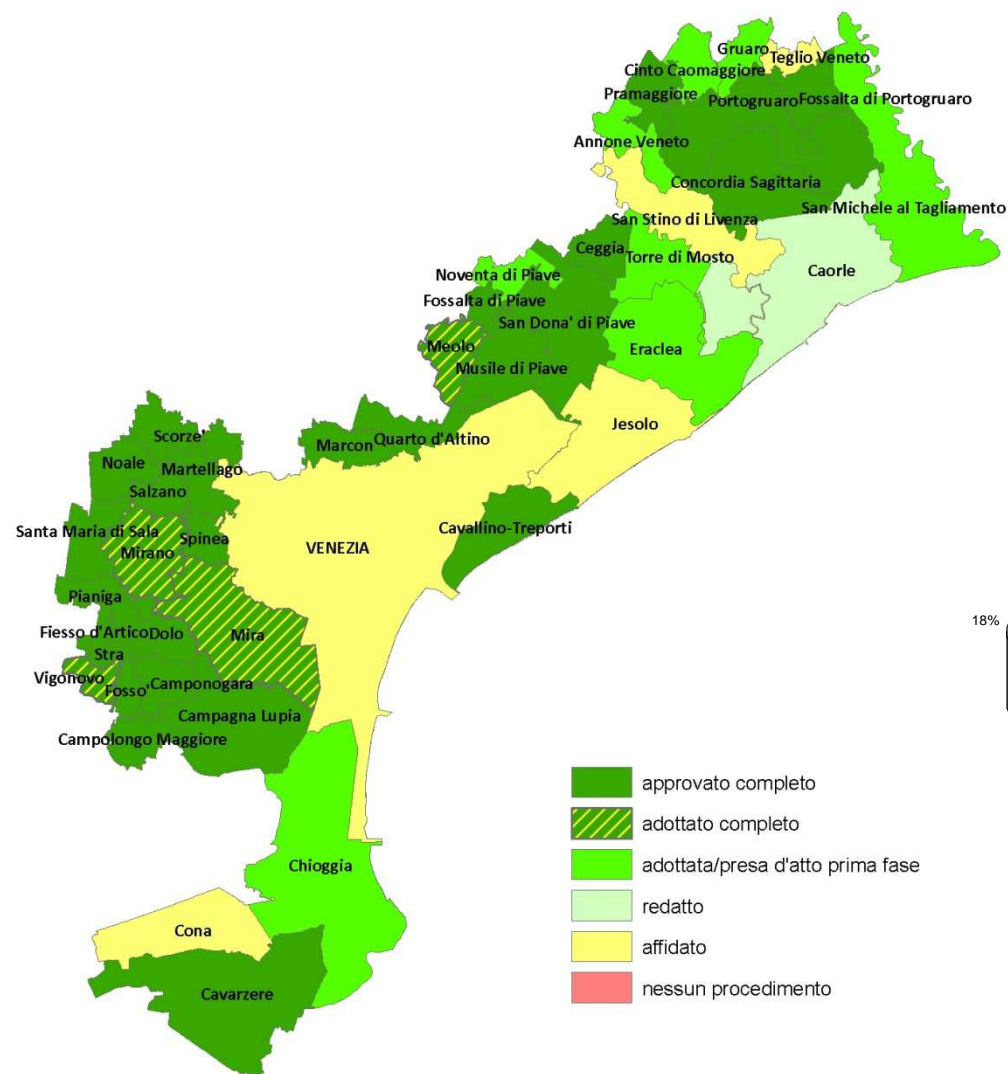 Gruaro
Teglio Veneto
Cinto Caomaggiore
Pramaggiore
Portogruaro
Fossalta di Portogruaro
Annone Veneto
Concordia Sagittaria
San Michele al Tagliamento
San Stino di Livenza
Ceggia
Torre di Mosto
Noventa di Piave
Caorle
Fossalta di Piave
San Dona' di Piave
Meolo
Eraclea
Musile di Piave
Jesolo
Scorze'
Marcon
Quarto d'Altino
Noale
Martellago
Salzano
Santa Maria di Sala
Spinea
Mirano
VENEZIA
Cavallino-Treporti
Pianiga
Fiesso d'Artico
Dolo
Mira
18%
Stra
Vigonovo
Fosso'
Camponogara
Campagna Lupia
Campolongo Maggiore
Chioggia
Cona
Cavarzere
approvato completo
adottato completo
adottata/presa d'atto prima fase
redatto
affidato
nessun procedimento